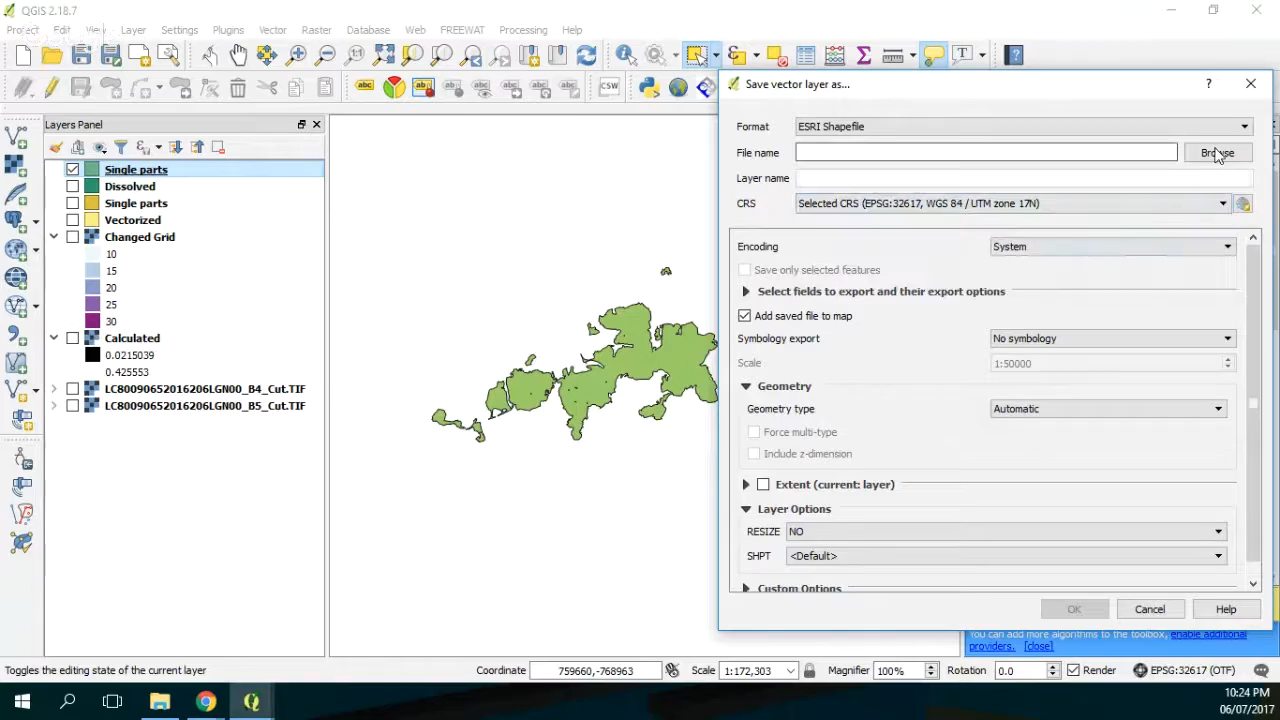 QGIS 2.18.7
Project Edit View Layer Settings Plugins Vector Raster Database Web FREEWAT Processing Help
abc abc abc abc abc abc abc CSW
Layers Panel
Single parts
Dissolved
Single parts
Vectorized
Changed Grid
10
15
20
25
30
Calculated
0.0215039
0.425553
LC80090652016206LGN00_B4_Cut.TIF
LC80090652016206LGN00_B5_Cut.TIF
Save vector layer as...
Format ESRI Shapefile
File name Browse
Layer name
CRS Selected CRS (EPSG:32617, WGS 84 / UTM zone 17N)
Encoding System
Save only selected features
Select fields to export and their export options
Add saved file to map
Symbology export No symbology
Scale 1:50000
Geometry
Geometry type Automatic
Force multi-type
Include z-dimension
Extent (current: layer)
Layer Options
RESIZE NO
SHPT <Default>
Custom Options
OK Cancel Help
You can add more algorithms to the toolbox, enable additional
providers. [close]
Toggles the editing state of the current layer Coordinate 759660,-768963 Scale 1:172,303 Magnifier 100% Rotation 0.0 Render EPSG:32617 (OTF)
10:24 PM
06/07/2017